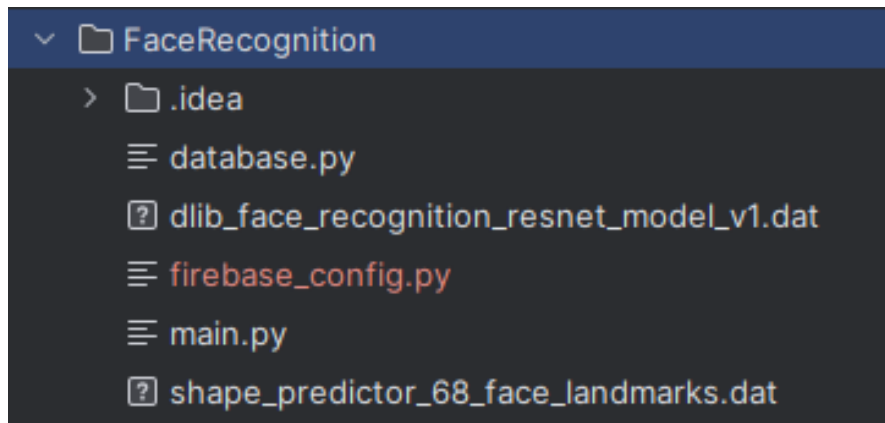 FaceRecognition
.idea
database.py
dlib_face_recognition_resnet_model_v1.dat
firebase_config.py
main.py
shape_predictor_68_face_landmarks.dat